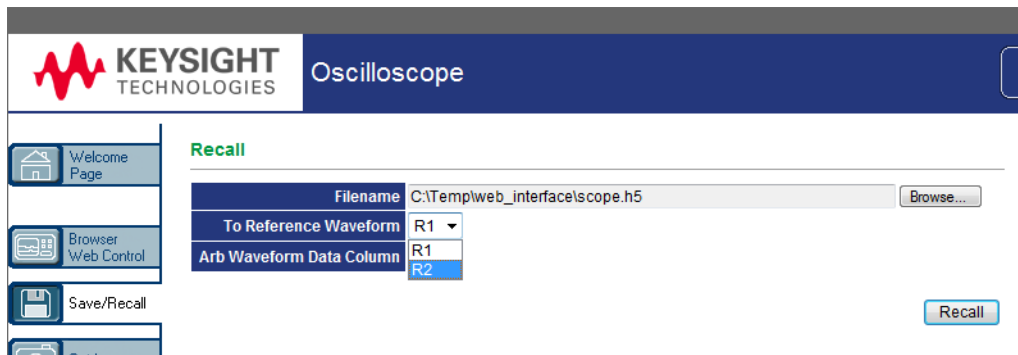 KEYSIGHT
TECHNOLOGIES
Oscilloscope
Welcome
Page
Browser
Web Control
Save/Recall
Recall
Filename C:\Temp\web_interface\scope.h5 Browse...
To Reference Waveform R1
Arb Waveform Data Column R1
R2
Recall